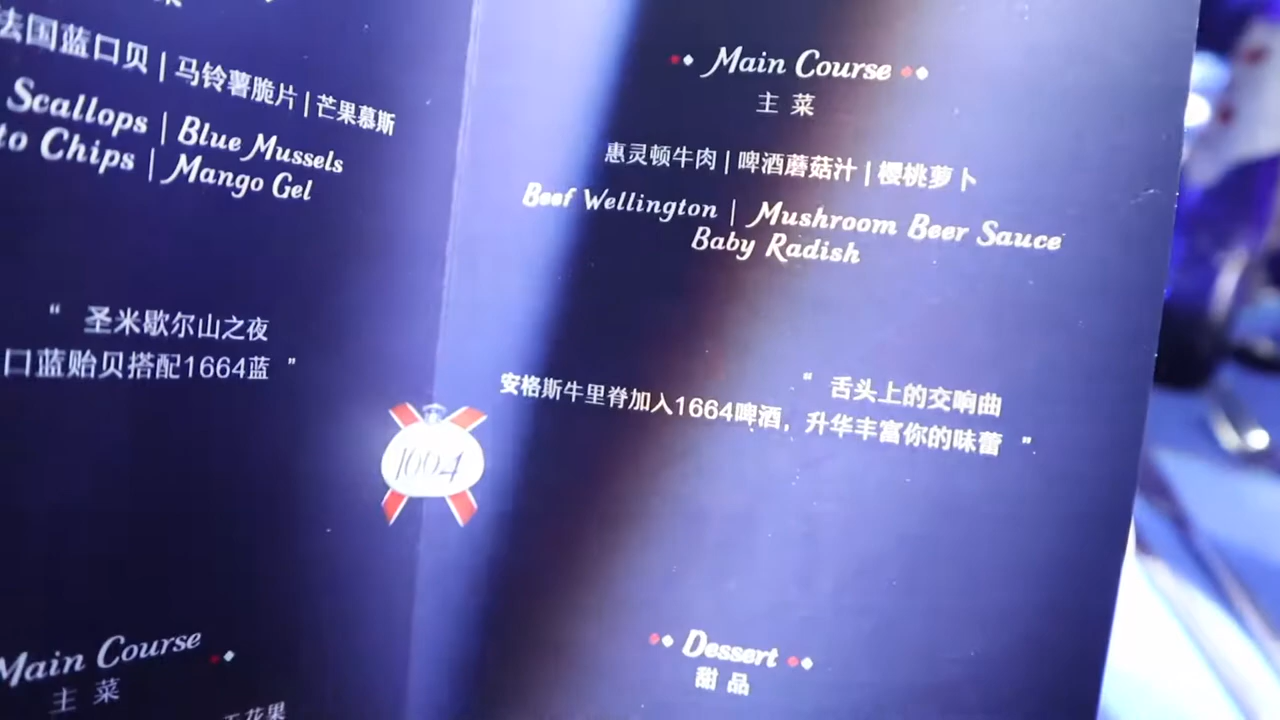 法国蓝口贝 | 马铃薯脆片 | 芒果慕斯
Scallops | Blue Mussels
to Chips | Mango Gel
“ 圣米歇尔山之夜
口蓝贻贝搭配1664蓝 ”
Main Course
主菜
Main Course
主菜
惠灵顿牛肉 | 啤酒蘑菇汁 | 樱桃萝卜
Beef Wellington | Mushroom Beer Sauce
Baby Radish
“ 舌头上的交响曲
安格斯牛里脊加入1664啤酒，升华丰富你的味蕾 ”
1664
Dessert
甜品